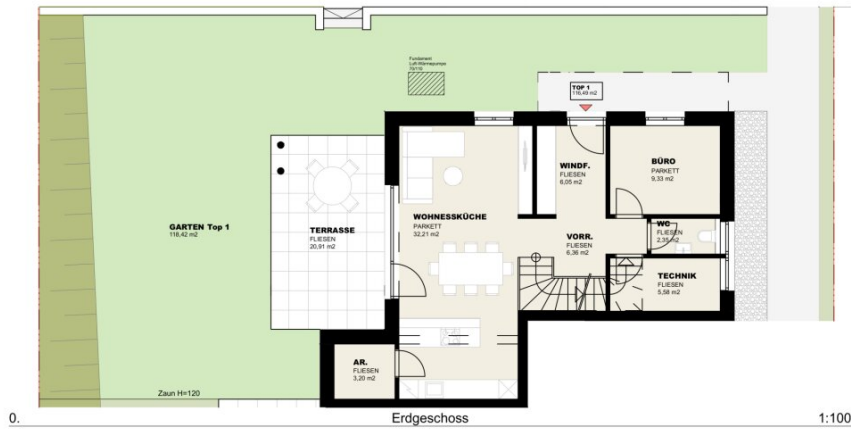 Fundament
Luft-Wärmepumpe
TOP 1
116,49 m2
WINDF.
FLIESEN
6,05 m2
BÜRO
PARKETT
9,33 m2
GARTEN Top 1
118,42 m2
TERRASSE
FLIESEN
20,91 m2
WOHNESSKÜCHE
PARKETT
32,21 m2
VORR.
FLIESEN
6,36 m2
WC
FLIESEN
2,35 m2
TECHNIK
FLIESEN
5,58 m2
AR.
FLIESEN
3,20 m2
Zaun H=120
0.
Erdgeschoss
1:100